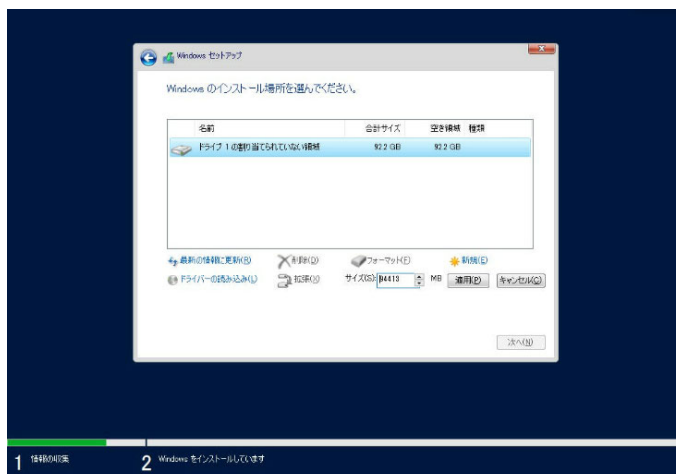 Windows セットアップ
Windows のインストール場所を選んでください。
名前 合計サイズ 空き領域 種類
ドライブ 1 の割り当てられていない領域 92.2 GB 92.2 GB
最新の情報に更新(R) 削除(D) フォーマット(F) 新規(E)
ドライバーの読み込み(L) 拡張(X) サイズ(S): 94413 MB 適用(P) キャンセル(C)
次へ(N)
1 情報の収集 2 Windows をインストールしています